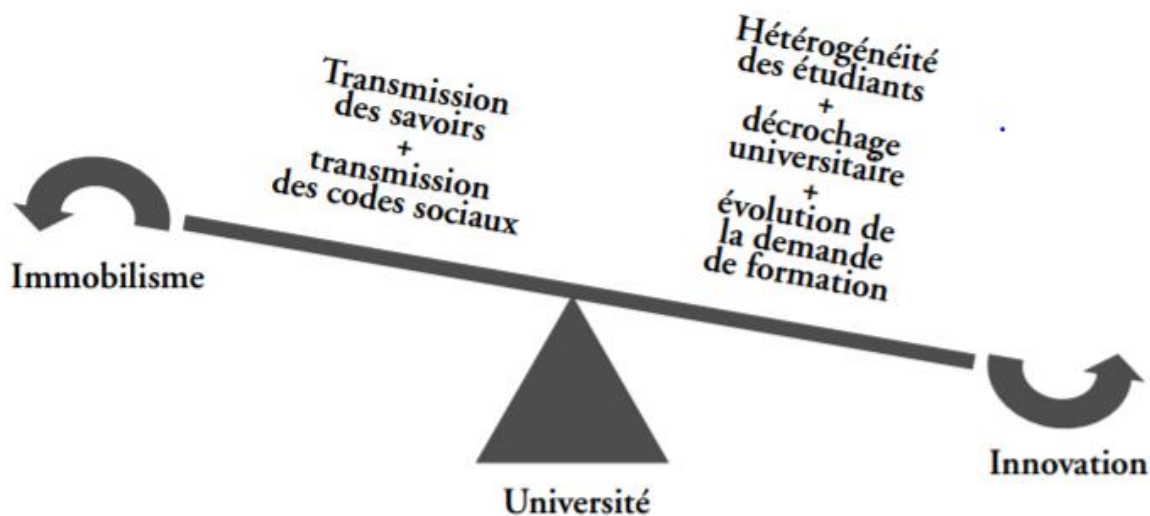 Transmission
des savoirs
+
transmission
des codes sociaux
Hétérogénéité
des étudiants
+
décrochage
universitaire
+
évolution de
la demande
de formation
Immobilisme
Innovation
Université